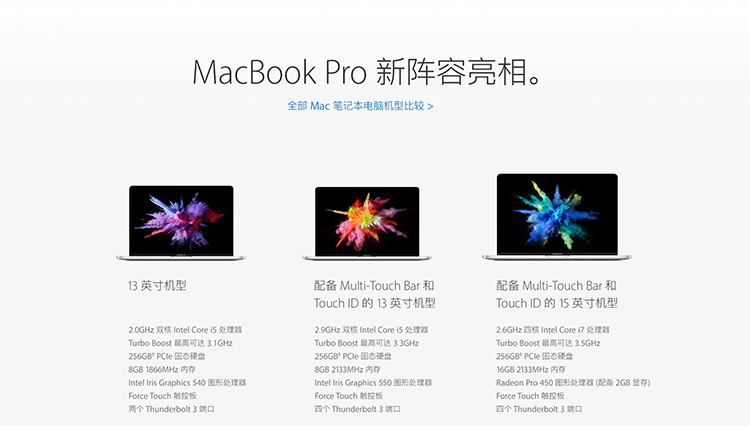 MacBook Pro 新阵容亮相。
全部 Mac 笔记本电脑机型比较 >
13 英寸机型
2.0GHz 双核 Intel Core i5 处理器
Turbo Boost 最高可达 3.1GHz
256GB⁸ PCIe 固态硬盘
8GB 1866MHz 内存
Intel Iris Graphics 540 图形处理器
Force Touch 触控板
两个 Thunderbolt 3 端口
配备 Multi-Touch Bar 和
Touch ID 的 13 英寸机型
2.9GHz 双核 Intel Core i5 处理器
Turbo Boost 最高可达 3.3GHz
256GB⁸ PCIe 固态硬盘
8GB 2133MHz 内存
Intel Iris Graphics 550 图形处理器
Force Touch 触控板
四个 Thunderbolt 3 端口
配备 Multi-Touch Bar 和
Touch ID 的 15 英寸机型
2.6GHz 四核 Intel Core i7 处理器
Turbo Boost 最高可达 3.5GHz
256GB⁸ PCIe 固态硬盘
16GB 2133MHz 内存
Radeon Pro 450 图形处理器 (配备 2GB 显存)
Force Touch 触控板
四个 Thunderbolt 3 端口